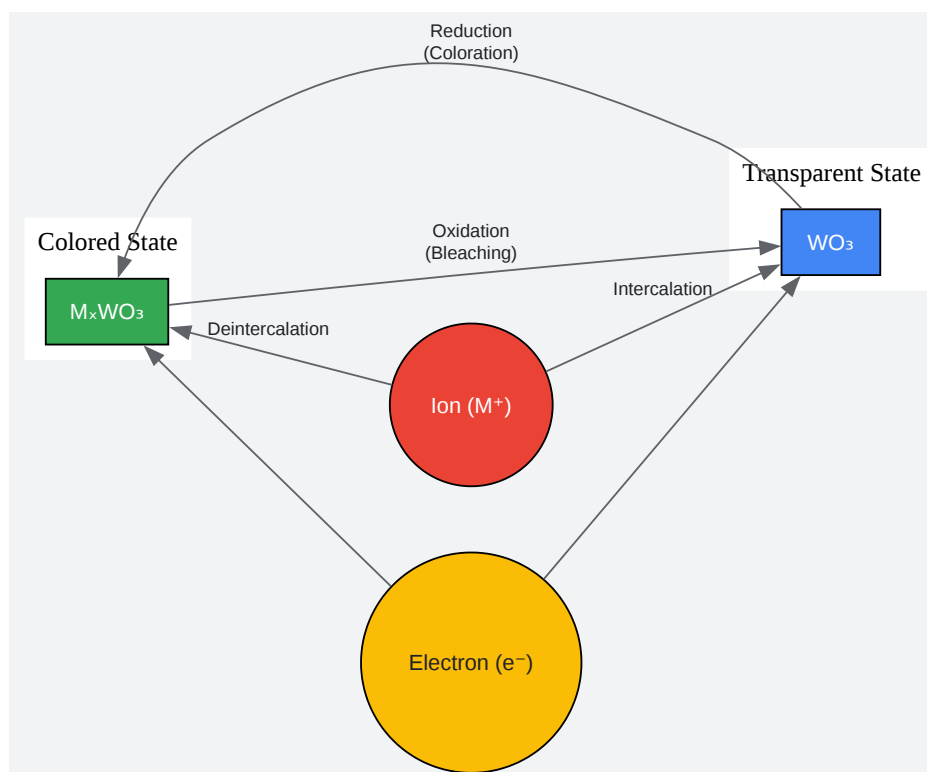 Reduction
(Coloration)
Transparent State
WO₃
Colored State
Oxidation
(Bleaching)
Intercalation
MₓWO₃
Deintercalation
Ion (M⁺)
Electron (e⁻)